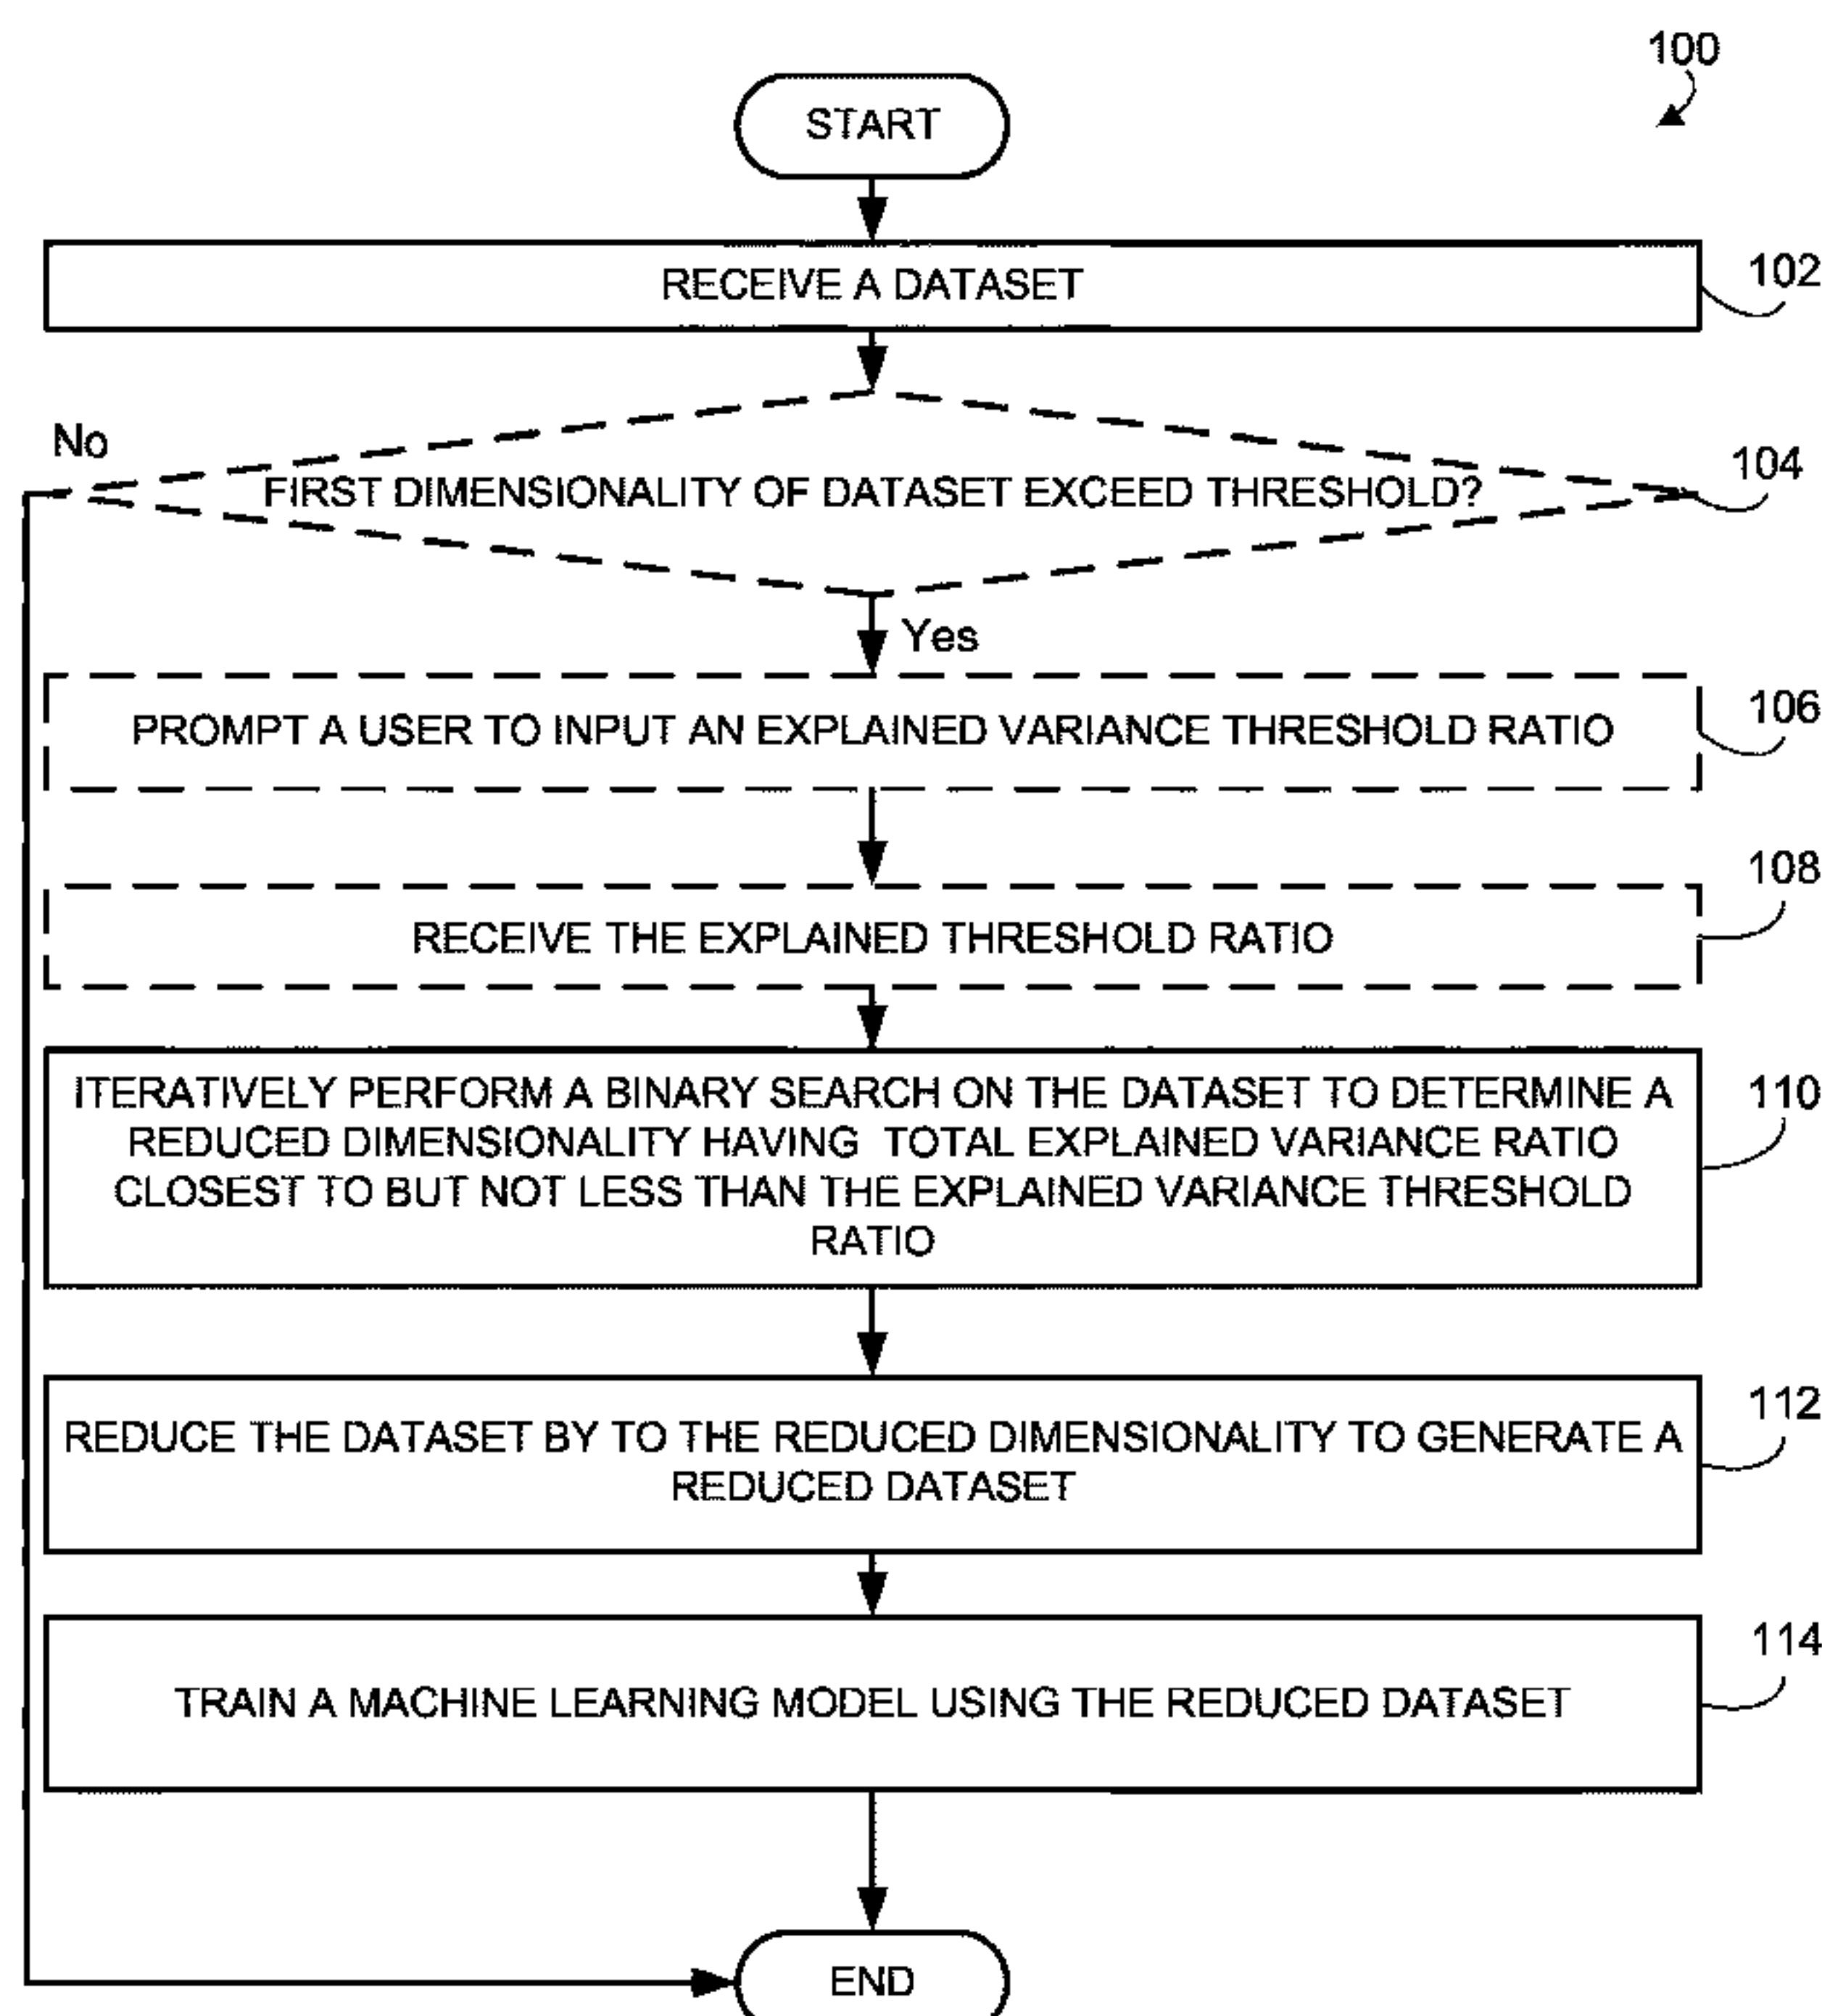 100
START
RECEIVE A DATASET
102
No
FIRST DIMENSIONALITY OF DATASET EXCEED THRESHOLD?
104
Yes
PROMPT A USER TO INPUT AN EXPLAINED VARIANCE THRESHOLD RATIO
106
RECEIVE THE EXPLAINED THRESHOLD RATIO
108
ITERATIVELY PERFORM A BINARY SEARCH ON THE DATASET TO DETERMINE A
REDUCED DIMENSIONALITY HAVING TOTAL EXPLAINED VARIANCE RATIO
CLOSEST TO BUT NOT LESS THAN THE EXPLAINED VARIANCE THRESHOLD
RATIO
110
REDUCE THE DATASET BY TO THE REDUCED DIMENSIONALITY TO GENERATE A
REDUCED DATASET
112
TRAIN A MACHINE LEARNING MODEL USING THE REDUCED DATASET
114
END